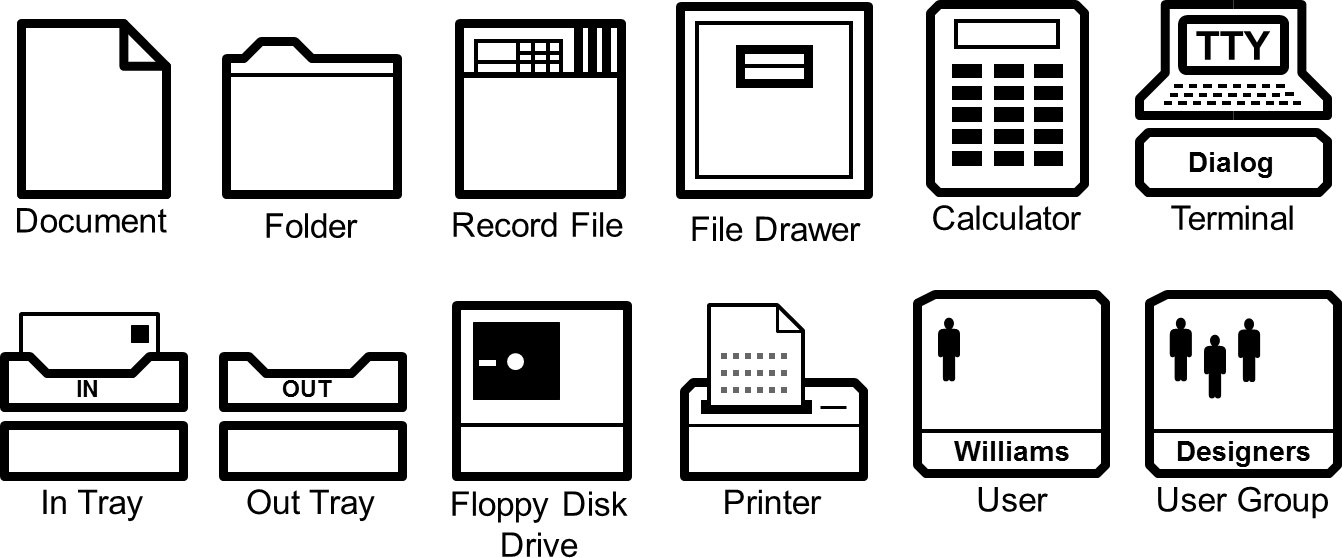 TTY
Dialog
Document
Folder
Record File
File Drawer
Calculator
Terminal
IN
OUT
Williams
Designers
In Tray
Out Tray
Floppy Disk
Drive
Printer
User
User Group